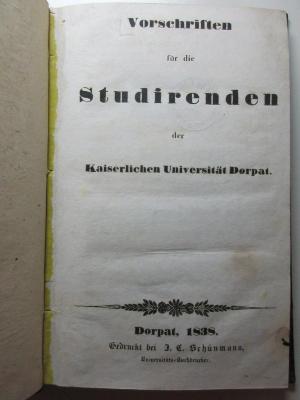 Vorschriften
für die
Studirenden
der
Kaiserlichen Universität Dorpat.
Dorpat, 1838.
Gedruckt bei J. C. Schünmann,
Universitäts-Buchdrucker.